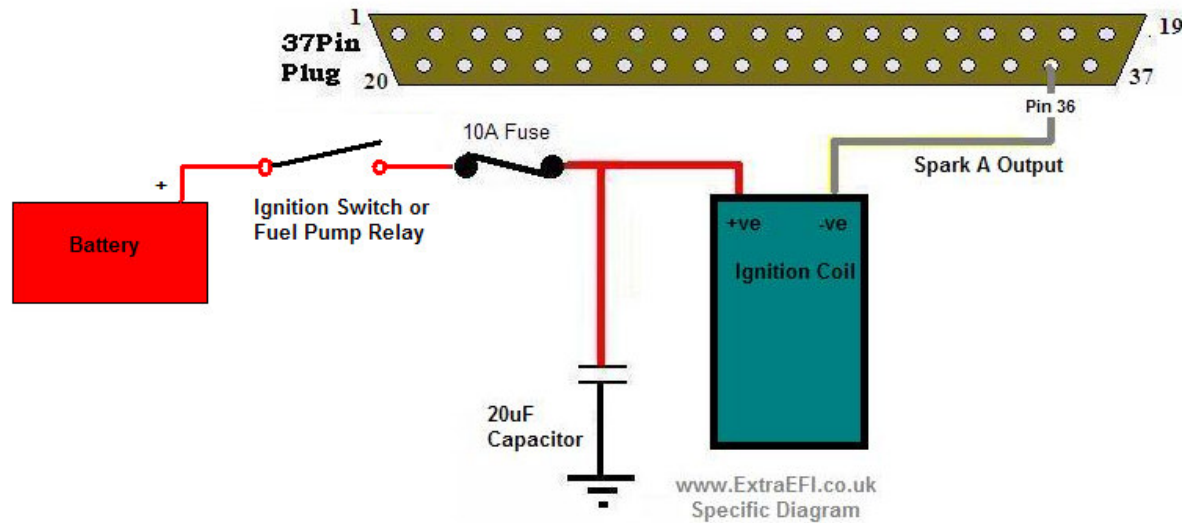 1
19
37Pin
Plug
20
37
Pin 36
10A Fuse
Spark A Output
+
Ignition Switch or
Fuel Pump Relay
Battery
+ve -ve
Ignition Coil
20uF
Capacitor
www.ExtraEFI.co.uk
Specific Diagram